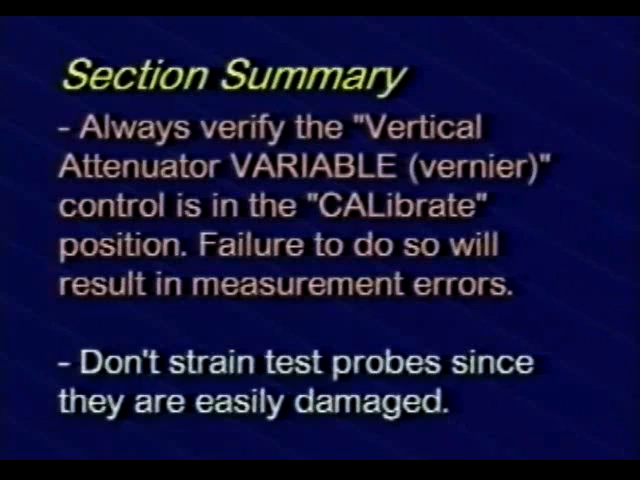 Section Summary
- Always verify the "Vertical
Attenuator VARIABLE (vernier)"
control is in the "CALibrate"
position. Failure to do so will
result in measurement errors.
- Don't strain test probes since
they are easily damaged.